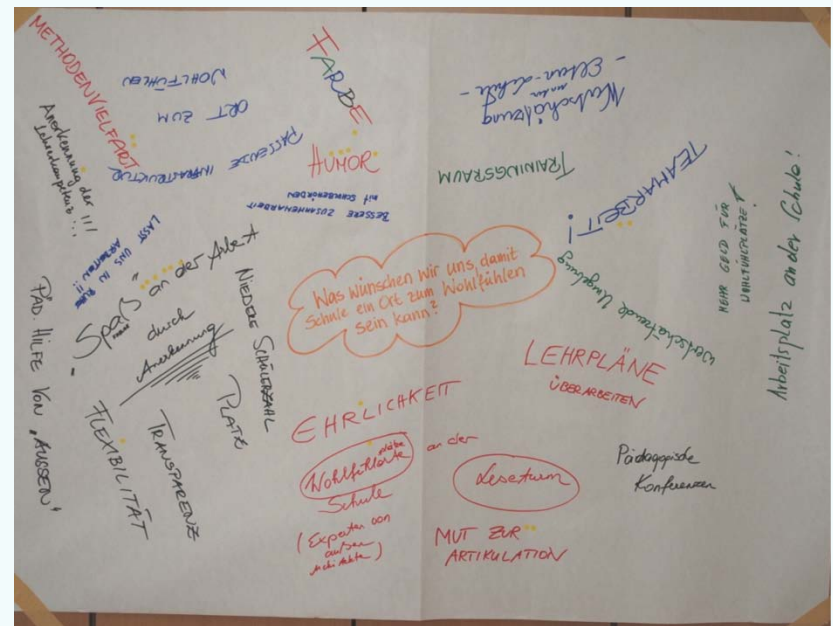 METHODENVIELFALT
ORT ZUM
WOHLFÜHLEN
PASSENDE INFRASTRUKTUR
Anerkennung der !!!
Lehrerkompetenz !..
FARBE
HUMOR
BESSERE ZUSAMMENARBEIT
mit SCHULBEHÖRDEN
Wertschätzung
unter
- Eltern - Schule -
TRAININGSRAUM
TEAMARBEIT!
MEHR GELD FÜR
WOHLFÜHLPLÄTZE!
Arbeitsplatz an der Schule!
wertschätzende Umgebung
LASST UNS IN RUHE
ARBEITEN !!!
"Spaß" an der Arbeit
durch
Anerkennung
NIEDERE SCHÜLERZAHL
PLATZ
PÄD. HILFE VON "AUSSEN"
FLEXIBILITÄT
TRANSPARENZ
Was wünschen wir uns, damit
Schule ein Ort zum Wohlfühlen
sein kann?
LEHRPLÄNE
ÜBERARBEITEN
EHRLICHKEIT
Wohlfühlorte an der
Schule
(Experten von
außen
)
Leseturm
MUT ZUR
ARTIKULATION
Pädagogische
Konferenzen